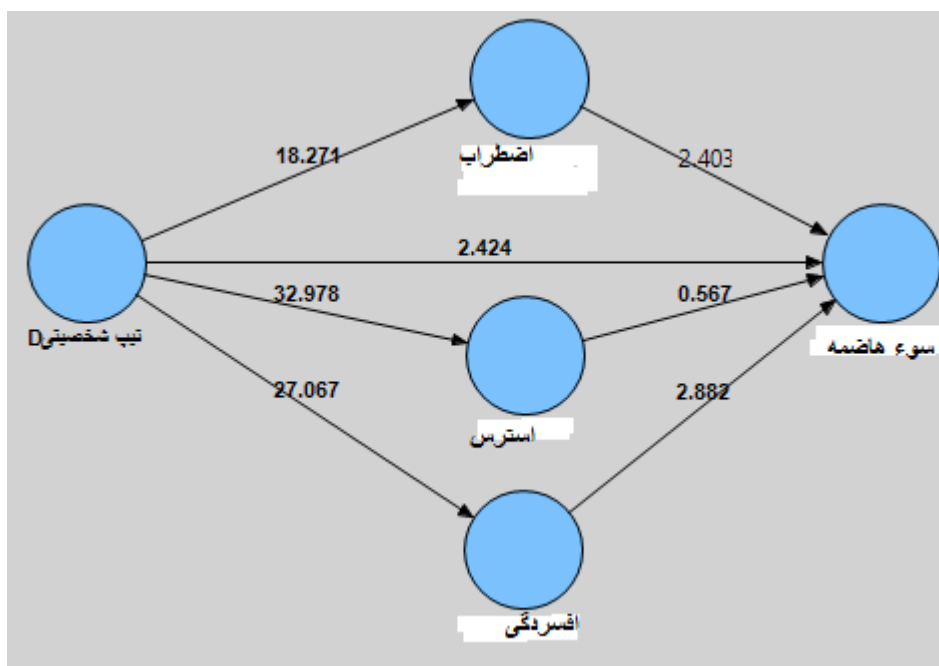 اضطراب
18.271
2.403
2.424
تیپ شخصیتیD
32.978
0.567
سوء هاضمه
27.067
2.882
استرس
افسردگی